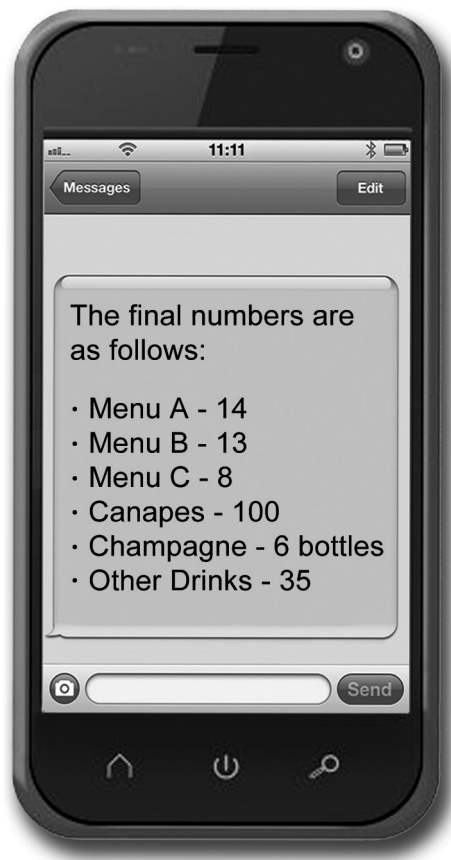 11:11
Messages
Edit
The final numbers are
as follows:
· Menu A - 14
· Menu B - 13
· Menu C - 8
· Canapes - 100
· Champagne - 6 bottles
· Other Drinks - 35
Send